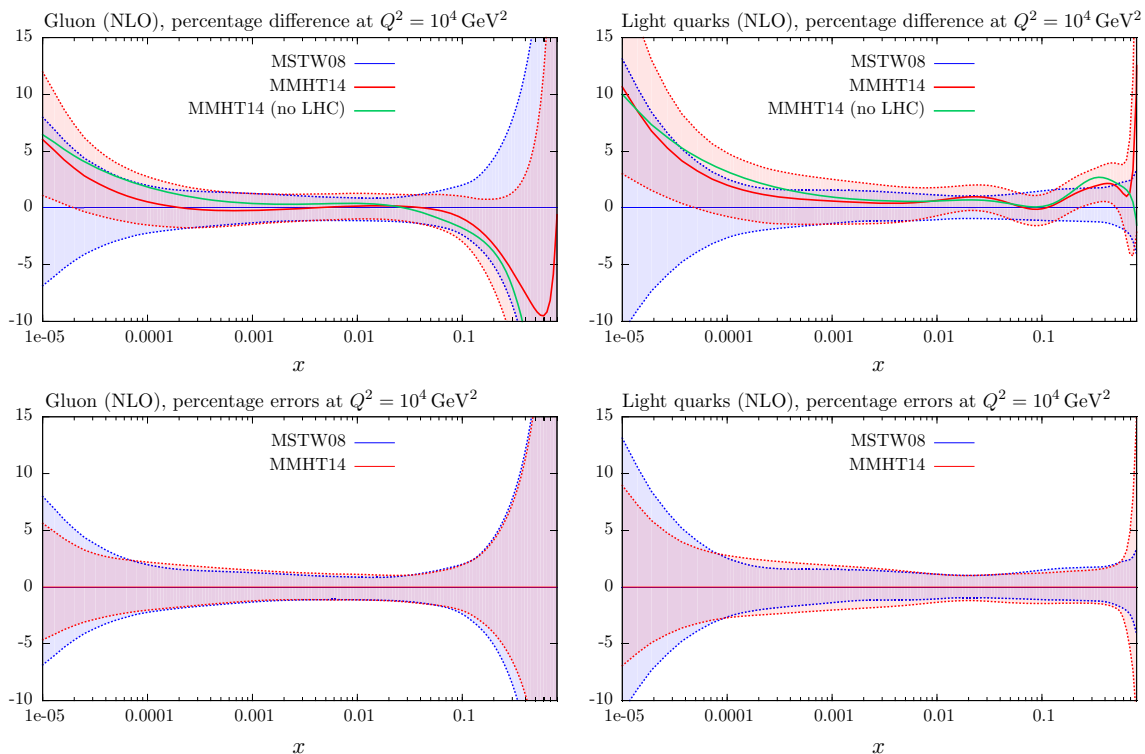 Gluon (NLO), percentage difference at Q² = 10⁴ GeV²
MSTW08
MMHT14
MMHT14 (no LHC)
15
10
5
0
-5
-10
1e-05
0.0001
0.001
0.01
0.1
x
Light quarks (NLO), percentage difference at Q² = 10⁴ GeV²
MSTW08
MMHT14
MMHT14 (no LHC)
15
10
5
0
-5
-10
1e-05
0.0001
0.001
0.01
0.1
x
Gluon (NLO), percentage errors at Q² = 10⁴ GeV²
MSTW08
MMHT14
15
10
5
0
-5
-10
1e-05
0.0001
0.001
0.01
0.1
x
Light quarks (NLO), percentage errors at Q² = 10⁴ GeV²
MSTW08
MMHT14
15
10
5
0
-5
-10
1e-05
0.0001
0.001
0.01
0.1
x